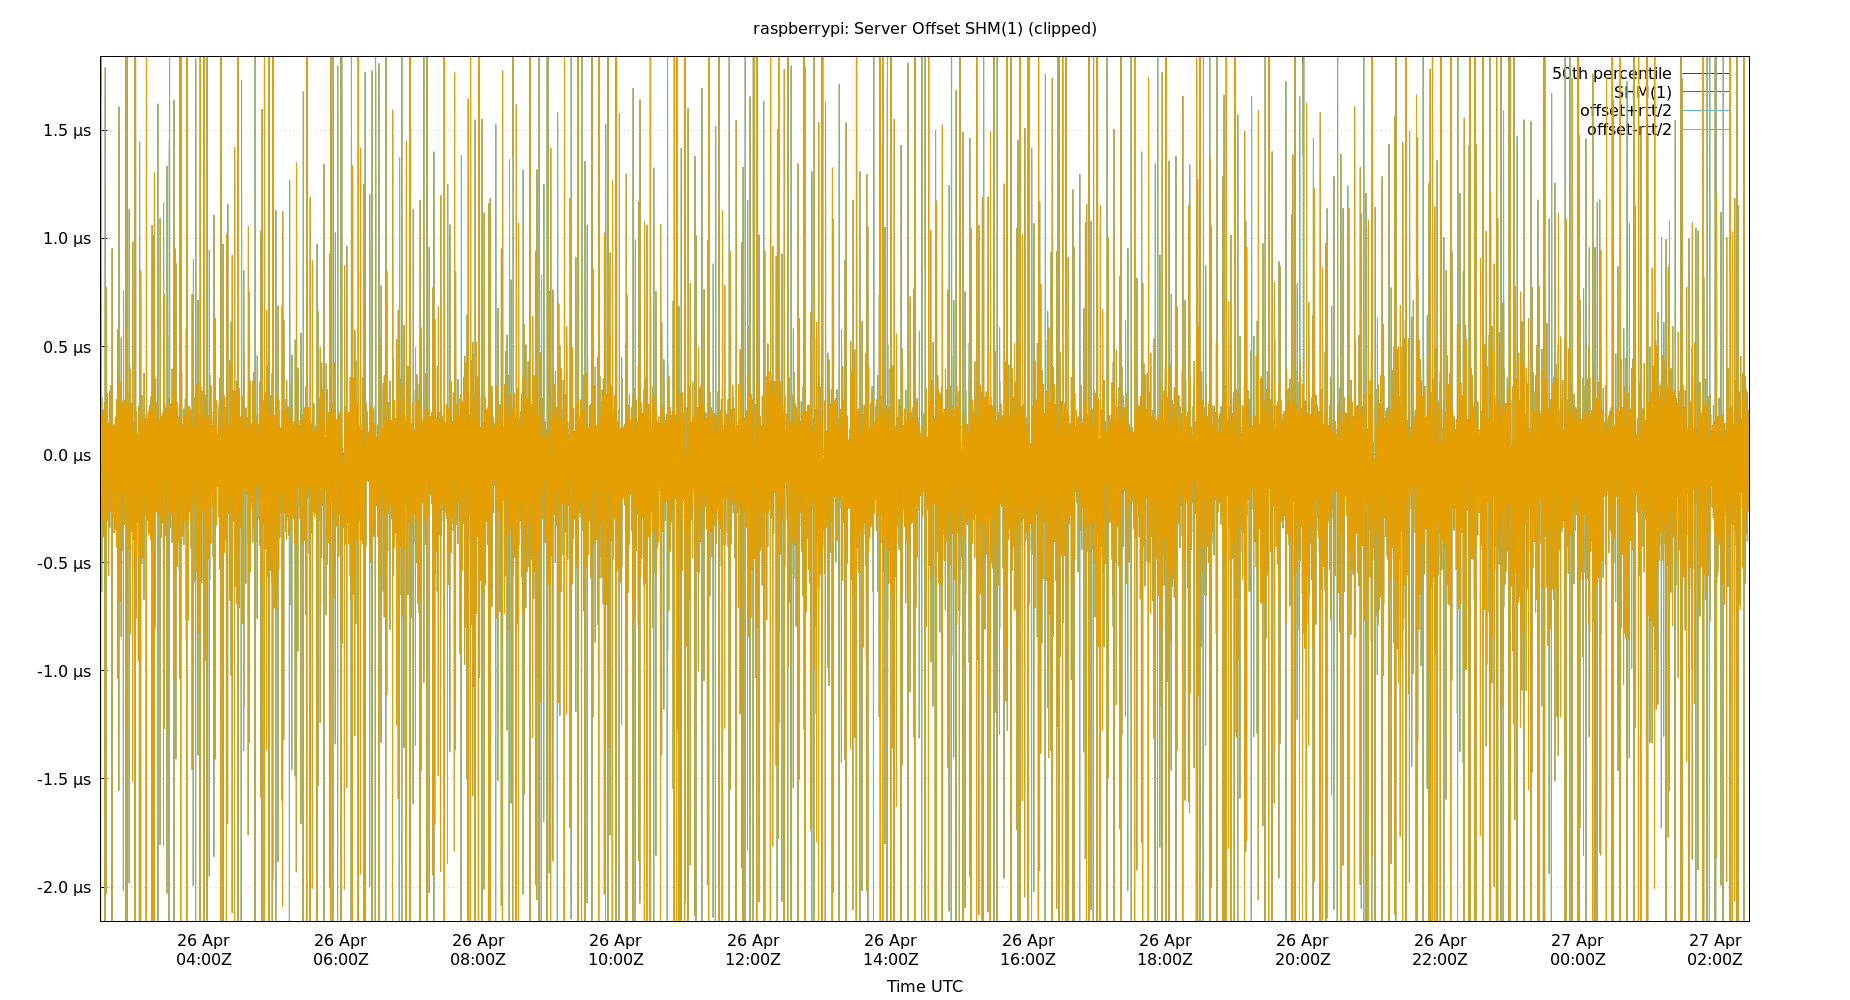 raspberrypi: Server Offset SHM(1) (clipped)
50th percentile
SHM(1)
offset+rtt/2
offset-rtt/2
1.5 µs
1.0 µs
0.5 µs
0.0 µs
-0.5 µs
-1.0 µs
-1.5 µs
-2.0 µs
26 Apr 26 Apr 26 Apr 26 Apr 26 Apr 26 Apr 26 Apr 26 Apr 26 Apr 26 Apr 27 Apr 27 Apr
04:00Z 06:00Z 08:00Z 10:00Z 12:00Z 14:00Z 16:00Z 18:00Z 20:00Z 22:00Z 00:00Z 02:00Z
Time UTC